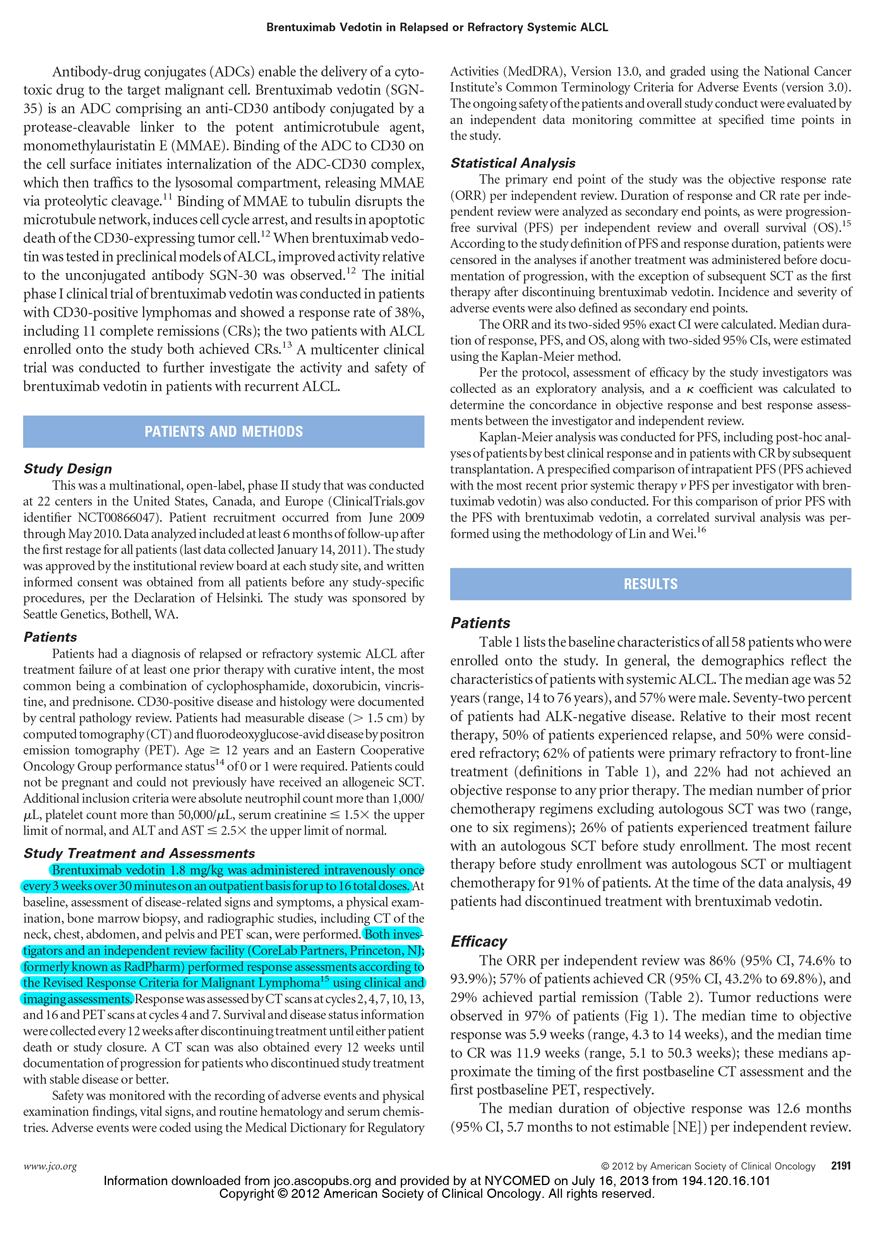 Brentuximab Vedotin in Relapsed or Refractory Systemic ALCL
Antibody-drug conjugates (ADCs) enable the delivery of a cyto-
toxic drug to the target malignant cell. Brentuximab vedotin (SGN-
35) is an ADC comprising an anti-CD30 antibody conjugated by a
protease-cleavable linker to the potent antimicrotubule agent,
monomethylauristatin E (MMAE). Binding of the ADC to CD30 on
the cell surface initiates internalization of the ADC-CD30 complex,
which then traffics to the lysosomal compartment, releasing MMAE
via proteolytic cleavage.11 Binding of MMAE to tubulin disrupts the
microtubule network, induces cell cycle arrest, and results in apoptotic
death of the CD30-expressing tumor cell.12 When brentuximab vedo-
tin was tested in preclinical models of ALCL, improved activity relative
to the unconjugated antibody SGN-30 was observed.12 The initial
phase I clinical trial of brentuximab vedotin was conducted in patients
with CD30-positive lymphomas and showed a response rate of 38%,
including 11 complete remissions (CRs); the two patients with ALCL
enrolled onto the study both achieved CRs.13 A multicenter clinical
trial was conducted to further investigate the activity and safety of
brentuximab vedotin in patients with recurrent ALCL.
PATIENTS AND METHODS
Study Design
This was a multinational, open-label, phase II study that was conducted
at 22 centers in the United States, Canada, and Europe (ClinicalTrials.gov
identifier NCT00866047). Patient recruitment occurred from June 2009
through May 2010. Data analyzed included at least 6 months of follow-up after
the first restage for all patients (last data collected January 14, 2011). The study
was approved by the institutional review board at each study site, and written
informed consent was obtained from all patients before any study-specific
procedures, per the Declaration of Helsinki. The study was sponsored by
Seattle Genetics, Bothell, WA.
Patients
Patients had a diagnosis of relapsed or refractory systemic ALCL after
treatment failure of at least one prior therapy with curative intent, the most
common being a combination of cyclophosphamide, doxorubicin, vincris-
tine, and prednisone. CD30-positive disease and histology were documented
by central pathology review. Patients had measurable disease (> 1.5 cm) by
computed tomography (CT) and fluorodeoxyglucose-avid disease by positron
emission tomography (PET). Age ≥ 12 years and an Eastern Cooperative
Oncology Group performance status14 of 0 or 1 were required. Patients could
not be pregnant and could not previously have received an allogeneic SCT.
Additional inclusion criteria were absolute neutrophil count more than 1,000/
μL, platelet count more than 50,000/μL, serum creatinine ≤ 1.5× the upper
limit of normal, and ALT and AST ≤ 2.5× the upper limit of normal.
Study Treatment and Assessments
Brentuximab vedotin 1.8 mg/kg was administered intravenously once
every 3 weeks over 30 minutes on an outpatient basis for up to 16 total doses. At
baseline, assessment of disease-related signs and symptoms, a physical exam-
ination, bone marrow biopsy, and radiographic studies, including CT of the
neck, chest, abdomen, and pelvis and PET scan, were performed. Both inves-
tigators and an independent review facility (CoreLab Partners, Princeton, NJ;
formerly known as RadPharm) performed response assessments according to
the Revised Response Criteria for Malignant Lymphoma15 using clinical and
imaging assessments. Response was assessed by CT scans at cycles 2, 4, 7, 10, 13,
and 16 and PET scans at cycles 4 and 7. Survival and disease status information
were collected every 12 weeks after discontinuing treatment until either patient
death or study closure. A CT scan was also obtained every 12 weeks until
documentation of progression for patients who discontinued study treatment
with stable disease or better.
Safety was monitored with the recording of adverse events and physical
examination findings, vital signs, and routine hematology and serum chemis-
tries. Adverse events were coded using the Medical Dictionary for Regulatory
Activities (MedDRA), Version 13.0, and graded using the National Cancer
Institute's Common Terminology Criteria for Adverse Events (version 3.0).
The ongoing safety of the patients and overall study conduct were evaluated by
an independent data monitoring committee at specified time points in
the study.
Statistical Analysis
The primary end point of the study was the objective response rate
(ORR) per independent review. Duration of response and CR rate per inde-
pendent review were analyzed as secondary end points, as were progression-
free survival (PFS) per independent review and overall survival (OS).15
According to the study definition of PFS and response duration, patients were
censored in the analyses if another treatment was administered before docu-
mentation of progression, with the exception of subsequent SCT as the first
therapy after discontinuing brentuximab vedotin. Incidence and severity of
adverse events were also defined as secondary end points.
The ORR and its two-sided 95% exact CI were calculated. Median dura-
tion of response, PFS, and OS, along with two-sided 95% CIs, were estimated
using the Kaplan-Meier method.
Per the protocol, assessment of efficacy by the study investigators was
collected as an exploratory analysis, and a κ coefficient was calculated to
determine the concordance in objective response and best response assess-
ments between the investigator and independent review.
Kaplan-Meier analysis was conducted for PFS, including post-hoc anal-
yses of patients by best clinical response and in patients with CR by subsequent
transplantation. A prespecified comparison of intrapatient PFS (PFS achieved
with the most recent prior systemic therapy v PFS per investigator with bren-
tuximab vedotin) was also conducted. For this comparison of prior PFS with
the PFS with brentuximab vedotin, a correlated survival analysis was per-
formed using the methodology of Lin and Wei.16
RESULTS
Patients
Table 1 lists the baseline characteristics of all 58 patients who were
enrolled onto the study. In general, the demographics reflect the
characteristics of patients with systemic ALCL. The median age was 52
years (range, 14 to 76 years), and 57% were male. Seventy-two percent
of patients had ALK-negative disease. Relative to their most recent
therapy, 50% of patients experienced relapse, and 50% were consid-
ered refractory; 62% of patients were primary refractory to front-line
treatment (definitions in Table 1), and 22% had not achieved an
objective response to any prior therapy. The median number of prior
chemotherapy regimens excluding autologous SCT was two (range,
one to six regimens); 26% of patients experienced treatment failure
with an autologous SCT before study enrollment. The most recent
therapy before study enrollment was autologous SCT or multiagent
chemotherapy for 91% of patients. At the time of the data analysis, 49
patients had discontinued treatment with brentuximab vedotin.
Efficacy
The ORR per independent review was 86% (95% CI, 74.6% to
93.9%); 57% of patients achieved CR (95% CI, 43.2% to 69.8%), and
29% achieved partial remission (Table 2). Tumor reductions were
observed in 97% of patients (Fig 1). The median time to objective
response was 5.9 weeks (range, 4.3 to 14 weeks), and the median time
to CR was 11.9 weeks (range, 5.1 to 50.3 weeks); these medians ap-
proximate the timing of the first postbaseline CT assessment and the
first postbaseline PET, respectively.
The median duration of objective response was 12.6 months
(95% CI, 5.7 months to not estimable [NE]) per independent review.
www.jco.org
© 2012 by American Society of Clinical Oncology 2191
Information downloaded from jco.ascopubs.org and provided by at NYCOMED on July 16, 2013 from 194.120.16.101
Copyright © 2012 American Society of Clinical Oncology. All rights reserved.